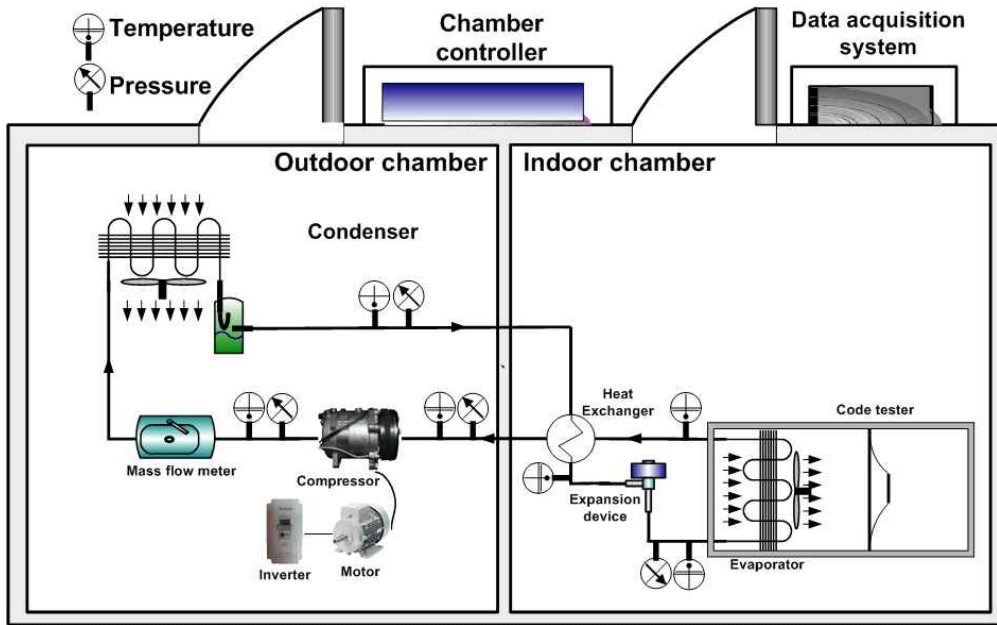 Temperature
Pressure
Chamber
controller
Data acquisition
system
Outdoor chamber
Indoor chamber
Condenser
Heat
Exchanger
Code tester
Mass flow meter
Compressor
Expansion
device
Inverter
Motor
Evaporator